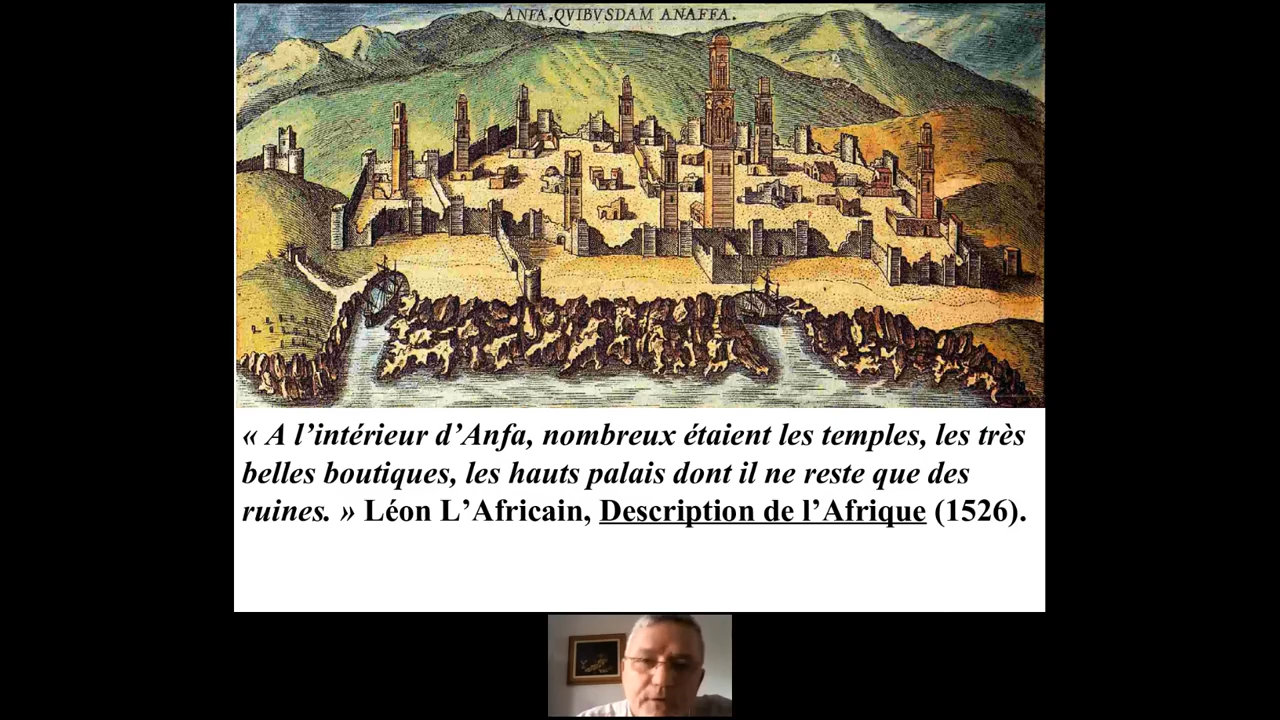 ANFA, QVIBVSDAM ANAFFA.
« A l’intérieur d’Anfa, nombreux étaient les temples, les très
belles boutiques, les hauts palais dont il ne reste que des
ruines. » Léon L’Africain, Description de l’Afrique (1526).